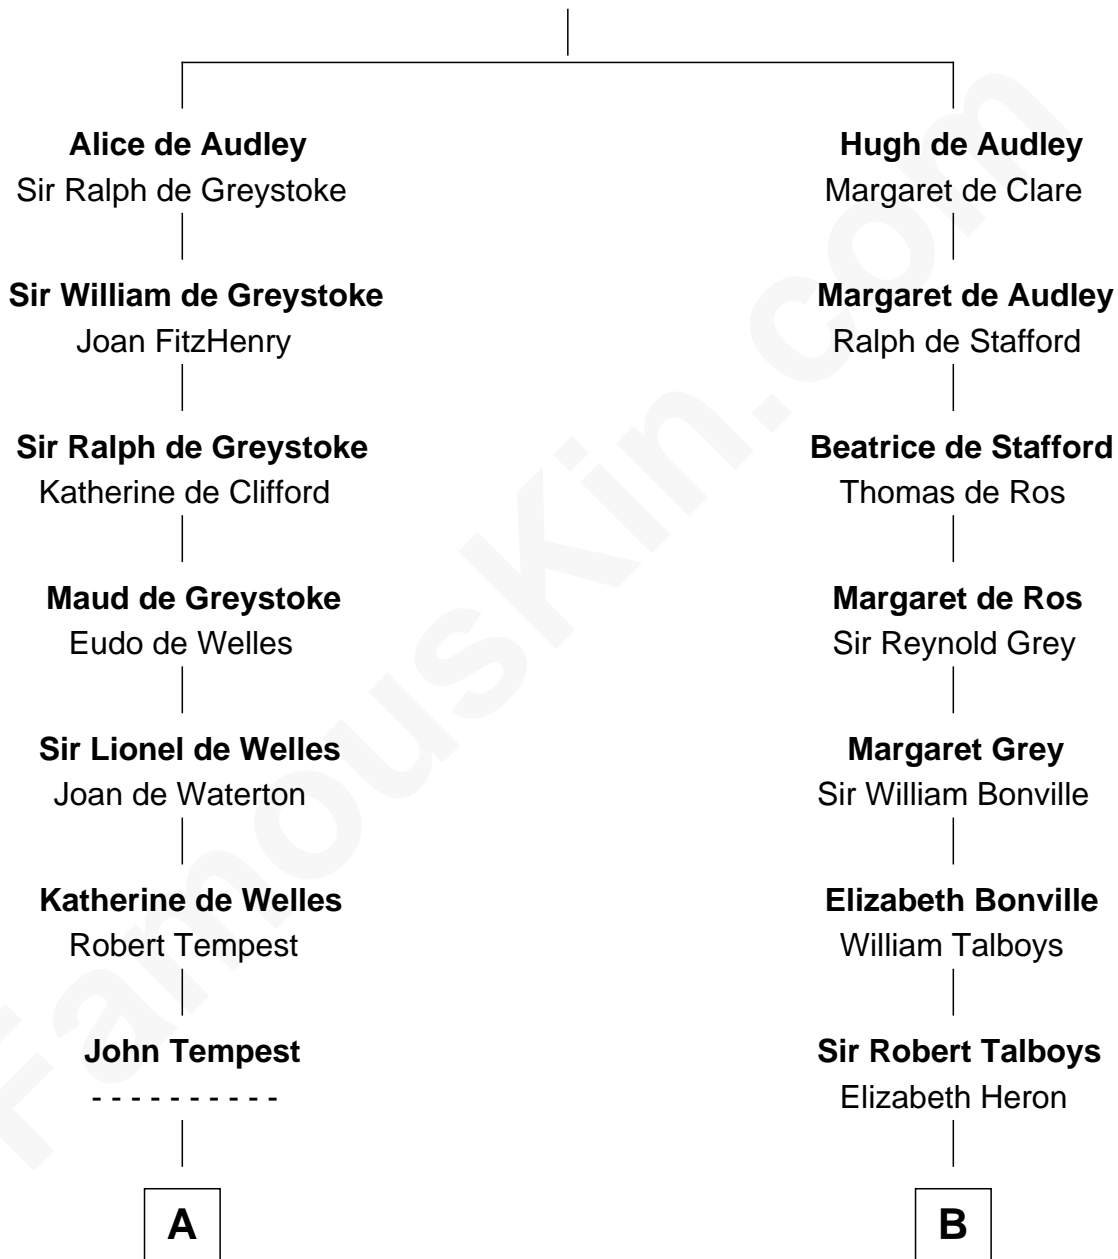 Alice de Audley
Sir Ralph de Greystoke
Hugh de Audley
Margaret de Clare
Sir William de Greystoke
Joan FitzHenry
Margaret de Audley
Ralph de Stafford
Sir Ralph de Greystoke
Katherine de Clifford
Beatrice de Stafford
Thomas de Ros
Maud de Greystoke
Eudo de Welles
Margaret de Ros
Sir Reynold Grey
Sir Lionel de Welles
Joan de Waterton
Margaret Grey
Sir William Bonville
Katherine de Welles
Robert Tempest
Elizabeth Bonville
William Talboys
John Tempest
- - - - - - - - - -
Sir Robert Talboys
Elizabeth Heron
A
B
FamousKin.com